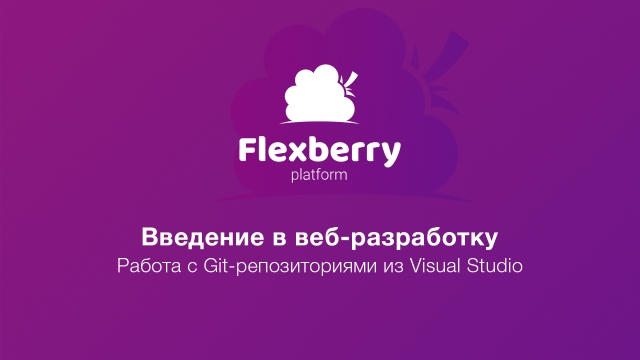 Flexberry
platform
Введение в веб-разработку
Работа с Git-репозиториями из Visual Studio